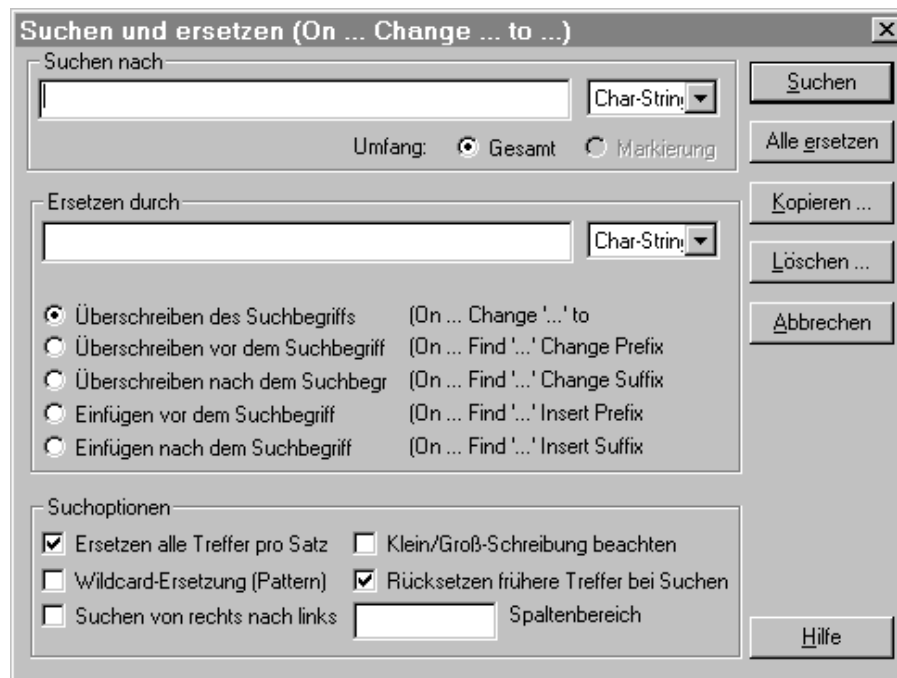 Suchen und ersetzen (On ... Change ... to ...)
Suchen nach
Char-String
Umfang: Gesamt Markierung
Ersetzen durch
Char-String
Überschreiben des Suchbegriffs (On ... Change '...' to
Überschreiben vor dem Suchbegriff (On ... Find '...' Change Prefix
Überschreiben nach dem Suchbegr (On ... Find '...' Change Suffix
Einfügen vor dem Suchbegriff (On ... Find '...' Insert Prefix
Einfügen nach dem Suchbegriff (On ... Find '...' Insert Suffix
Suchoptionen
Ersetzen alle Treffer pro Satz Klein/Groß-Schreibung beachten
Wildcard-Ersetzung (Pattern) Rücksetzen frühere Treffer bei Suchen
Suchen von rechts nach links Spaltenbereich
Suchen
Alle ersetzen
Kopieren ...
Löschen ...
Abbrechen
Hilfe